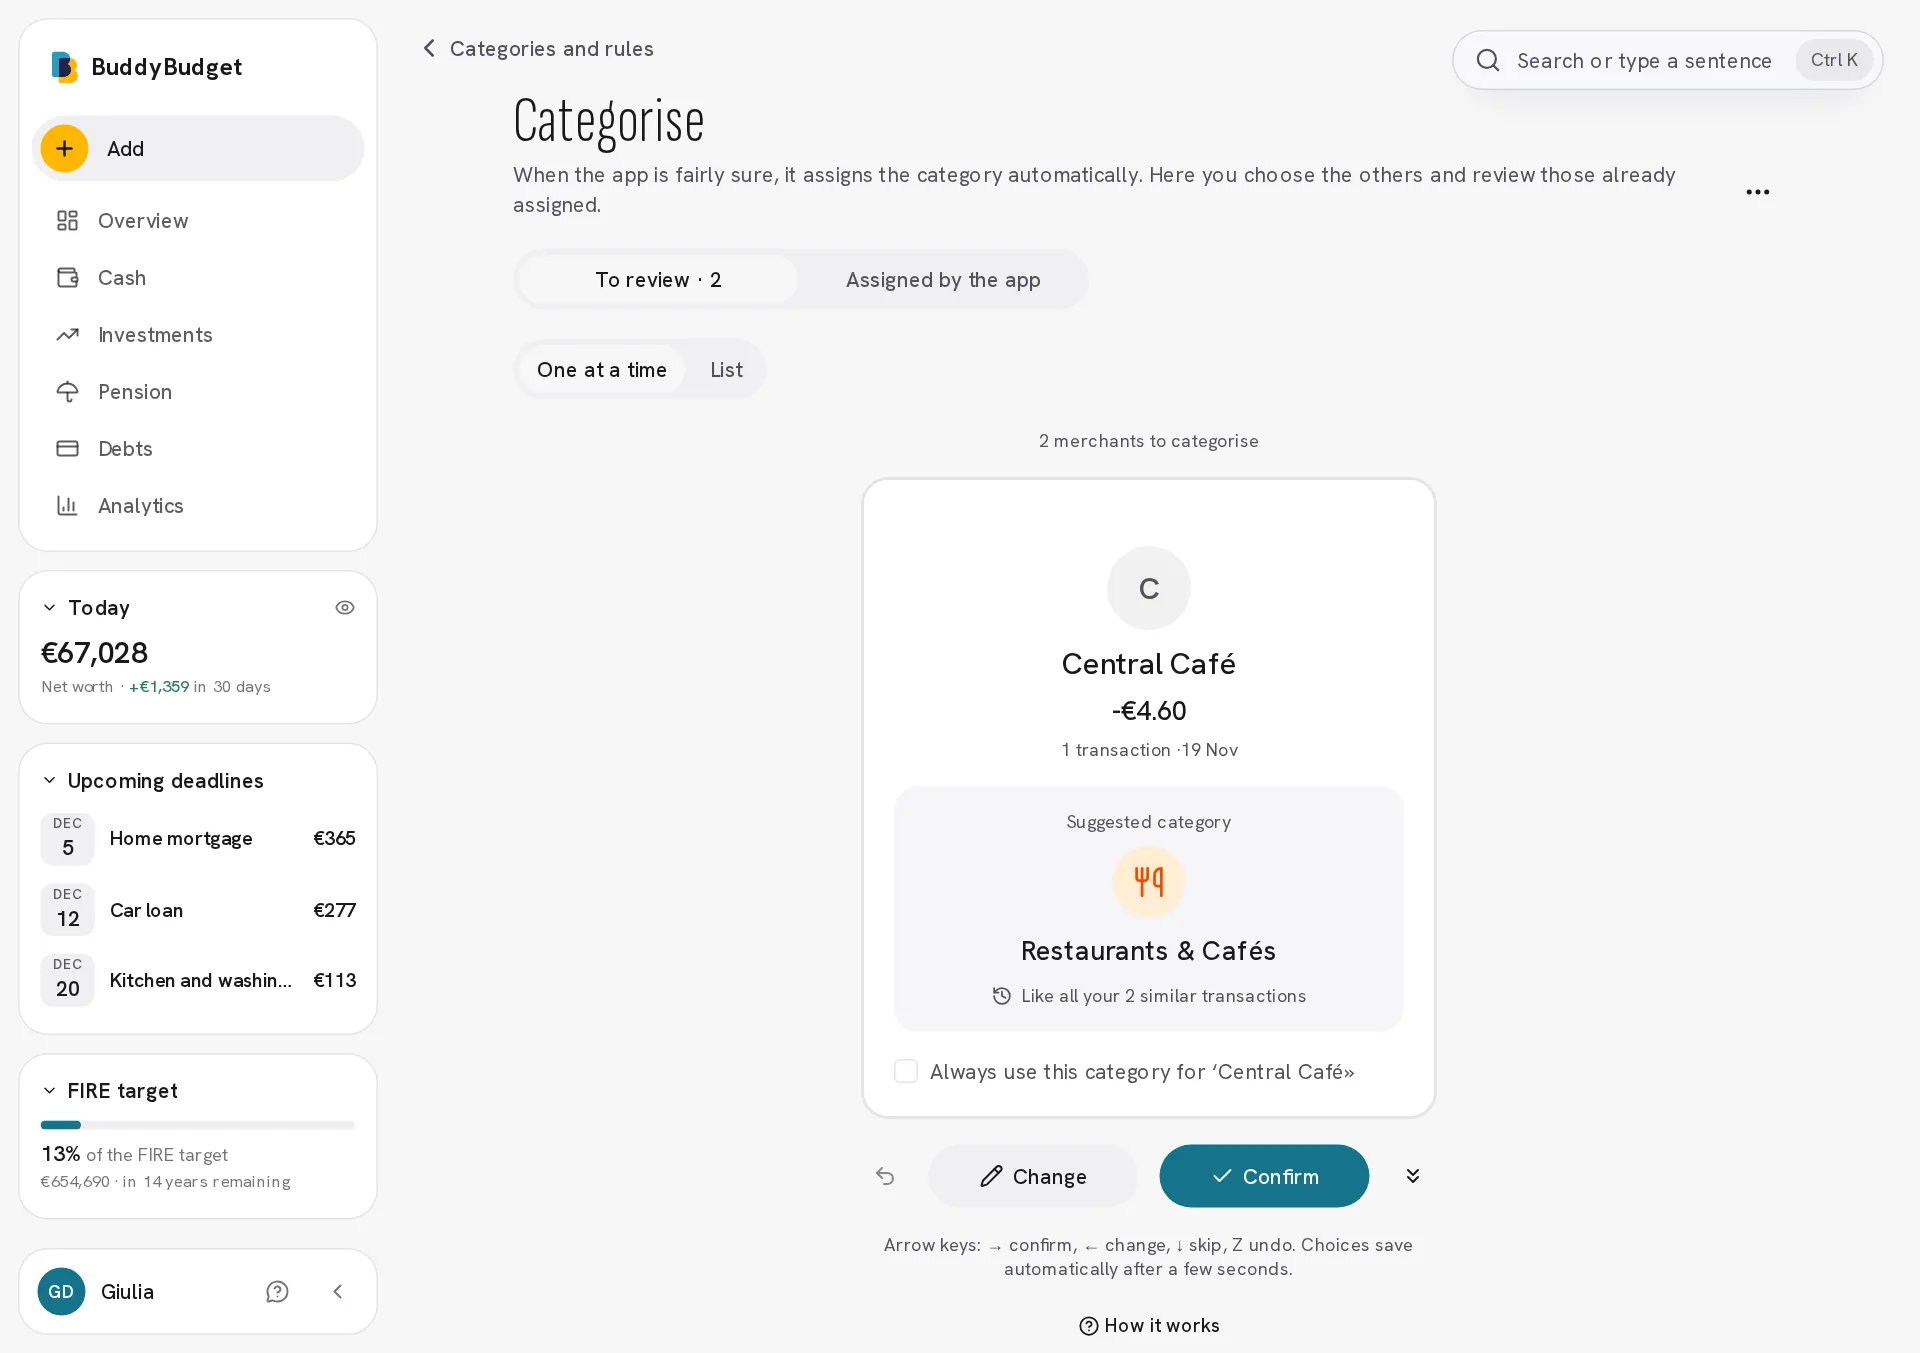 BuddyBudget
Add
Overview
Cash
Investments
Pension
Debts
Analytics
Today
€67,028
Net worth · +€1,359 in 30 days
Upcoming deadlines
DEC
5
Home mortgage
€365
DEC
12
Car loan
€277
DEC
20
Kitchen and washin...
€113
FIRE target
13% of the FIRE target
€654,690 · in 14 years remaining
GD
Giulia
Categories and rules
Search or type a sentence
Ctrl K
Categorise
When the app is fairly sure, it assigns the category automatically. Here you choose the others and review those already
assigned.
To review · 2
Assigned by the app
One at a time
List
2 merchants to categorise
C
Central Café
-€4.60
1 transaction ·19 Nov
Suggested category
Restaurants & Cafés
Like all your 2 similar transactions
Always use this category for ‘Central Café»
Change
Confirm
Arrow keys: → confirm, ← change, ↓ skip, Z undo. Choices save
automatically after a few seconds.
How it works